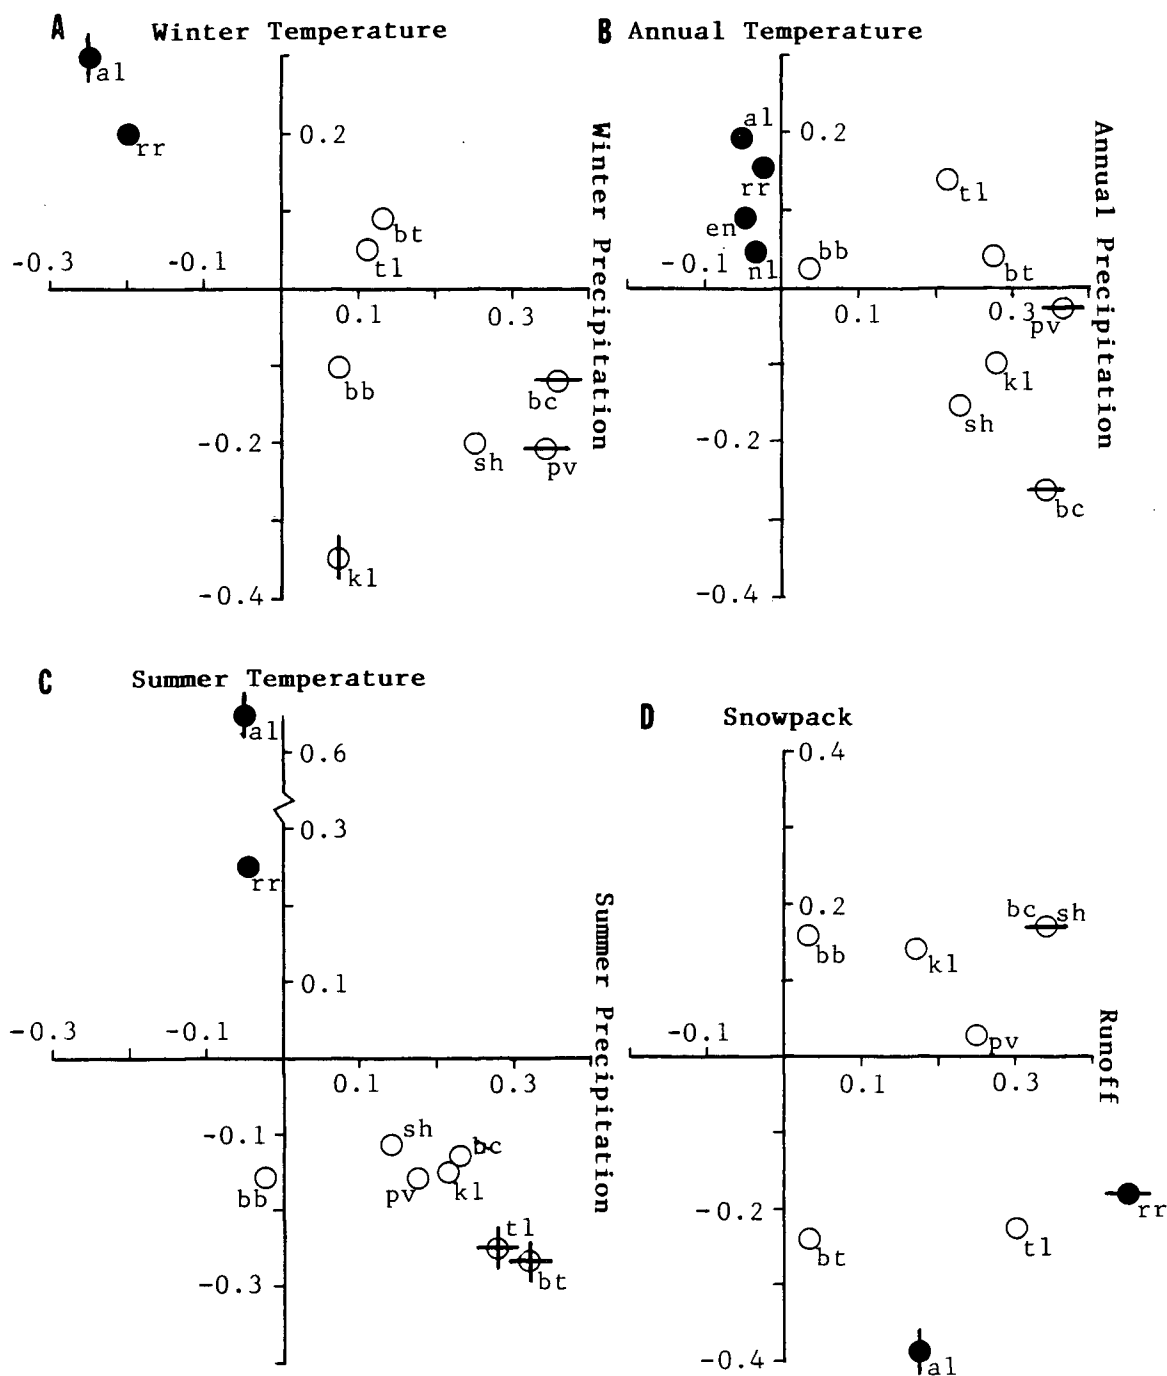 A Winter Temperature
al
rr
0.2
bt
tl
-0.3
-0.1
0.1
0.3
bb
bc
-0.2
sh
pv
kl
-0.4
Winter Precipitation
B Annual Temperature
al
0.2
rr
tl
en
bb
nl
bt
-0.1
0.1
0.3
pv
kl
sh
-0.2
bc
-0.4
Annual Precipitation
C Summer Temperature
al
0.6
0.3
rr
0.1
-0.3
-0.1
0.1
0.3
-0.1
sh
bc
bb
pv
kl
tl
bt
-0.3
Summer Precipitation
D Snowpack
0.4
0.2
bc
sh
bb
kl
pv
-0.1
0.1
0.3
-0.2
rr
bt
tl
-0.4
al
Runoff